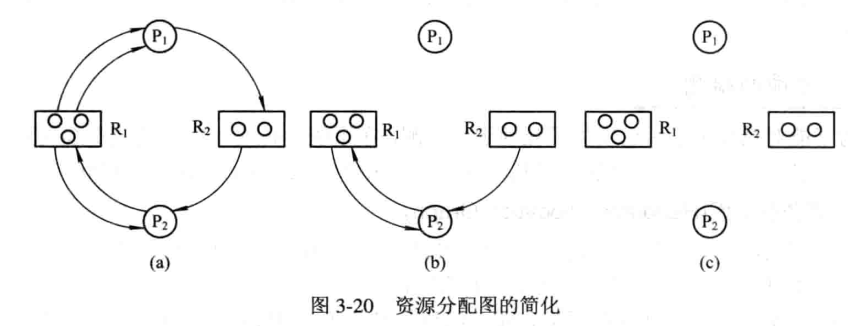 P₁ P₁ P₁
R₁ R₂ R₁ R₂ R₁ R₂
P₂ P₂ P₂
(a) (b) (c)
图 3-20 资源分配图的简化